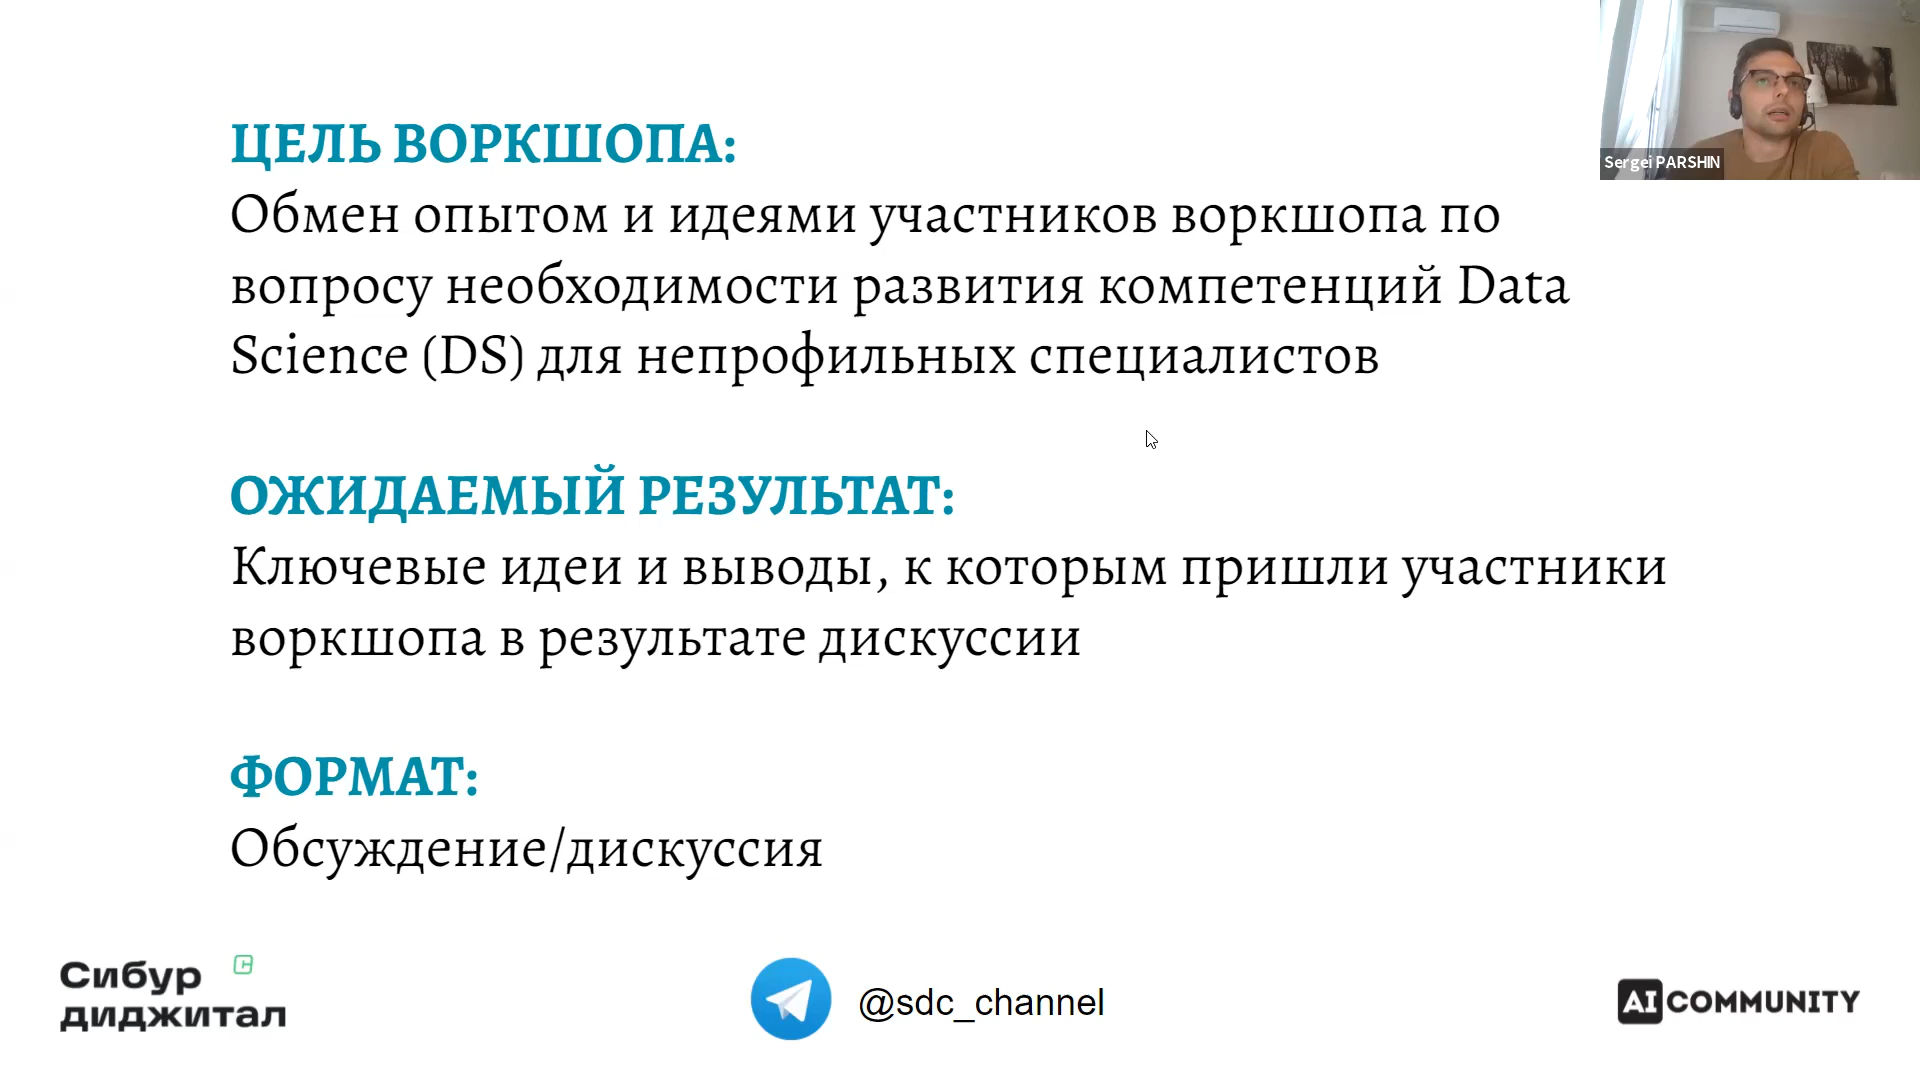 ЦЕЛЬ ВОРКШОПА:
Обмен опытом и идеями участников воркшопа по
вопросу необходимости развития компетенций Data
Science (DS) для непрофильных специалистов
Sergei PARSHIN
ОЖИДАЕМЫЙ РЕЗУЛЬТАТ:
Ключевые идеи и выводы, к которым пришли участники
воркшопа в результате дискуссии
ФОРМАТ:
Обсуждение/дискуссия
Сибур
диджитал
@sdc_channel
AI COMMUNITY